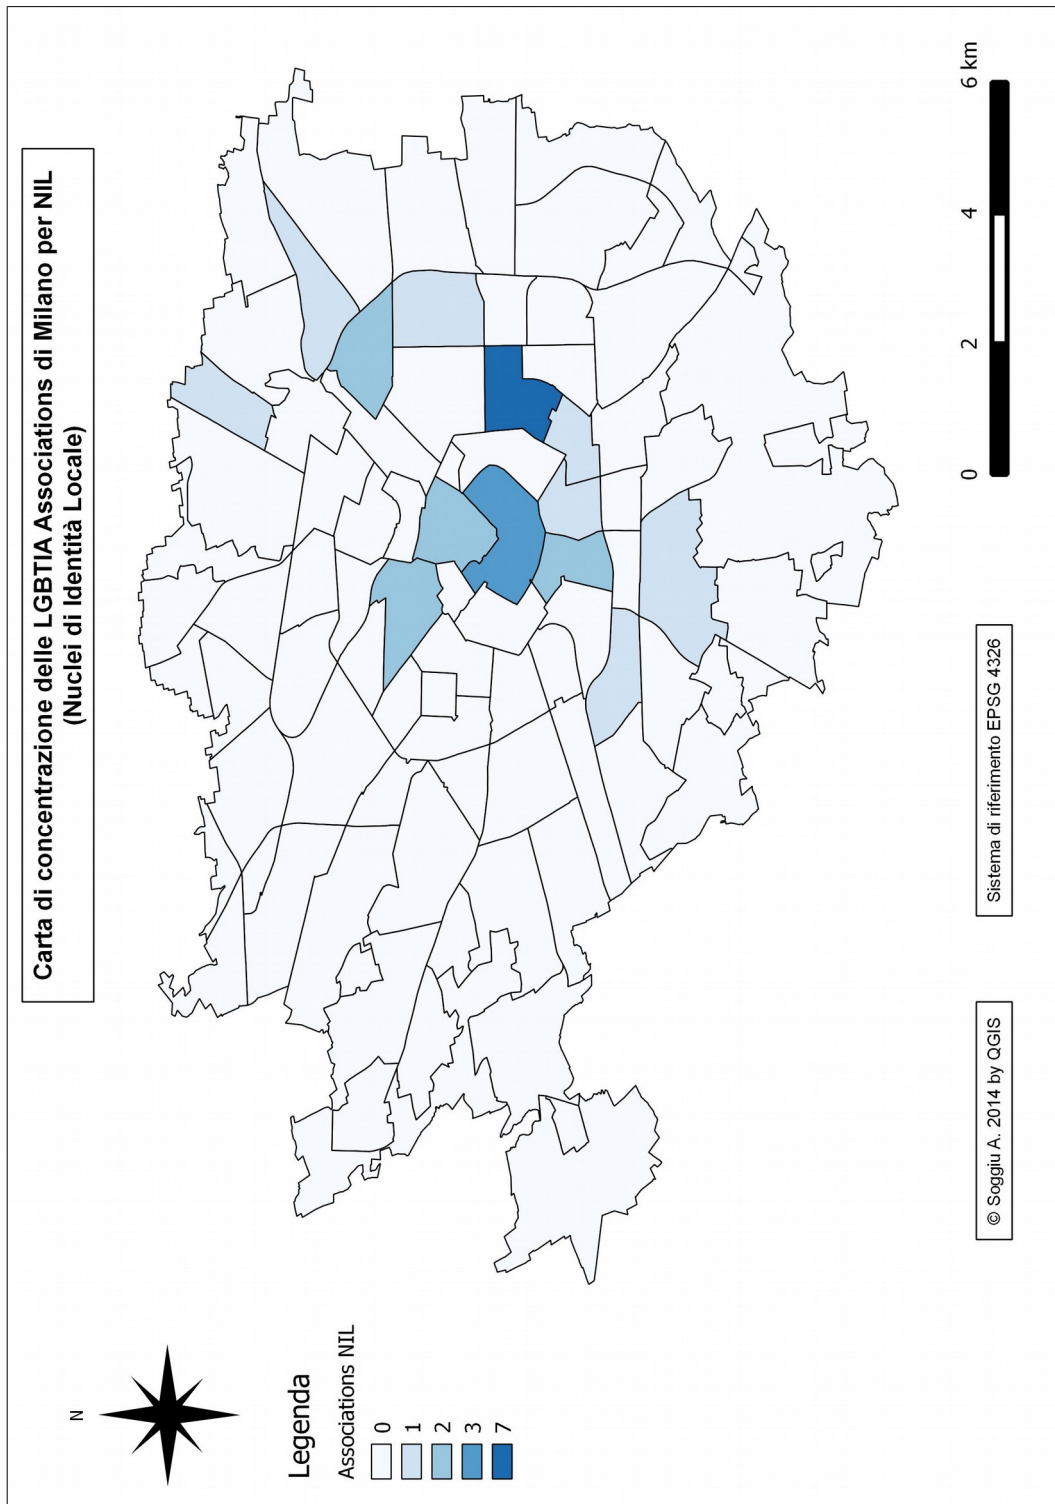 Carta di concentrazione delle LGBTIA Associations di Milano per NIL
(Nuclei di Identità Locale)
N
Legenda
Associations NIL
0
1
2
3
7
© Soggiu A. 2014 by QGIS
Sistema di riferimento EPSG 4326
0 2 4 6 km